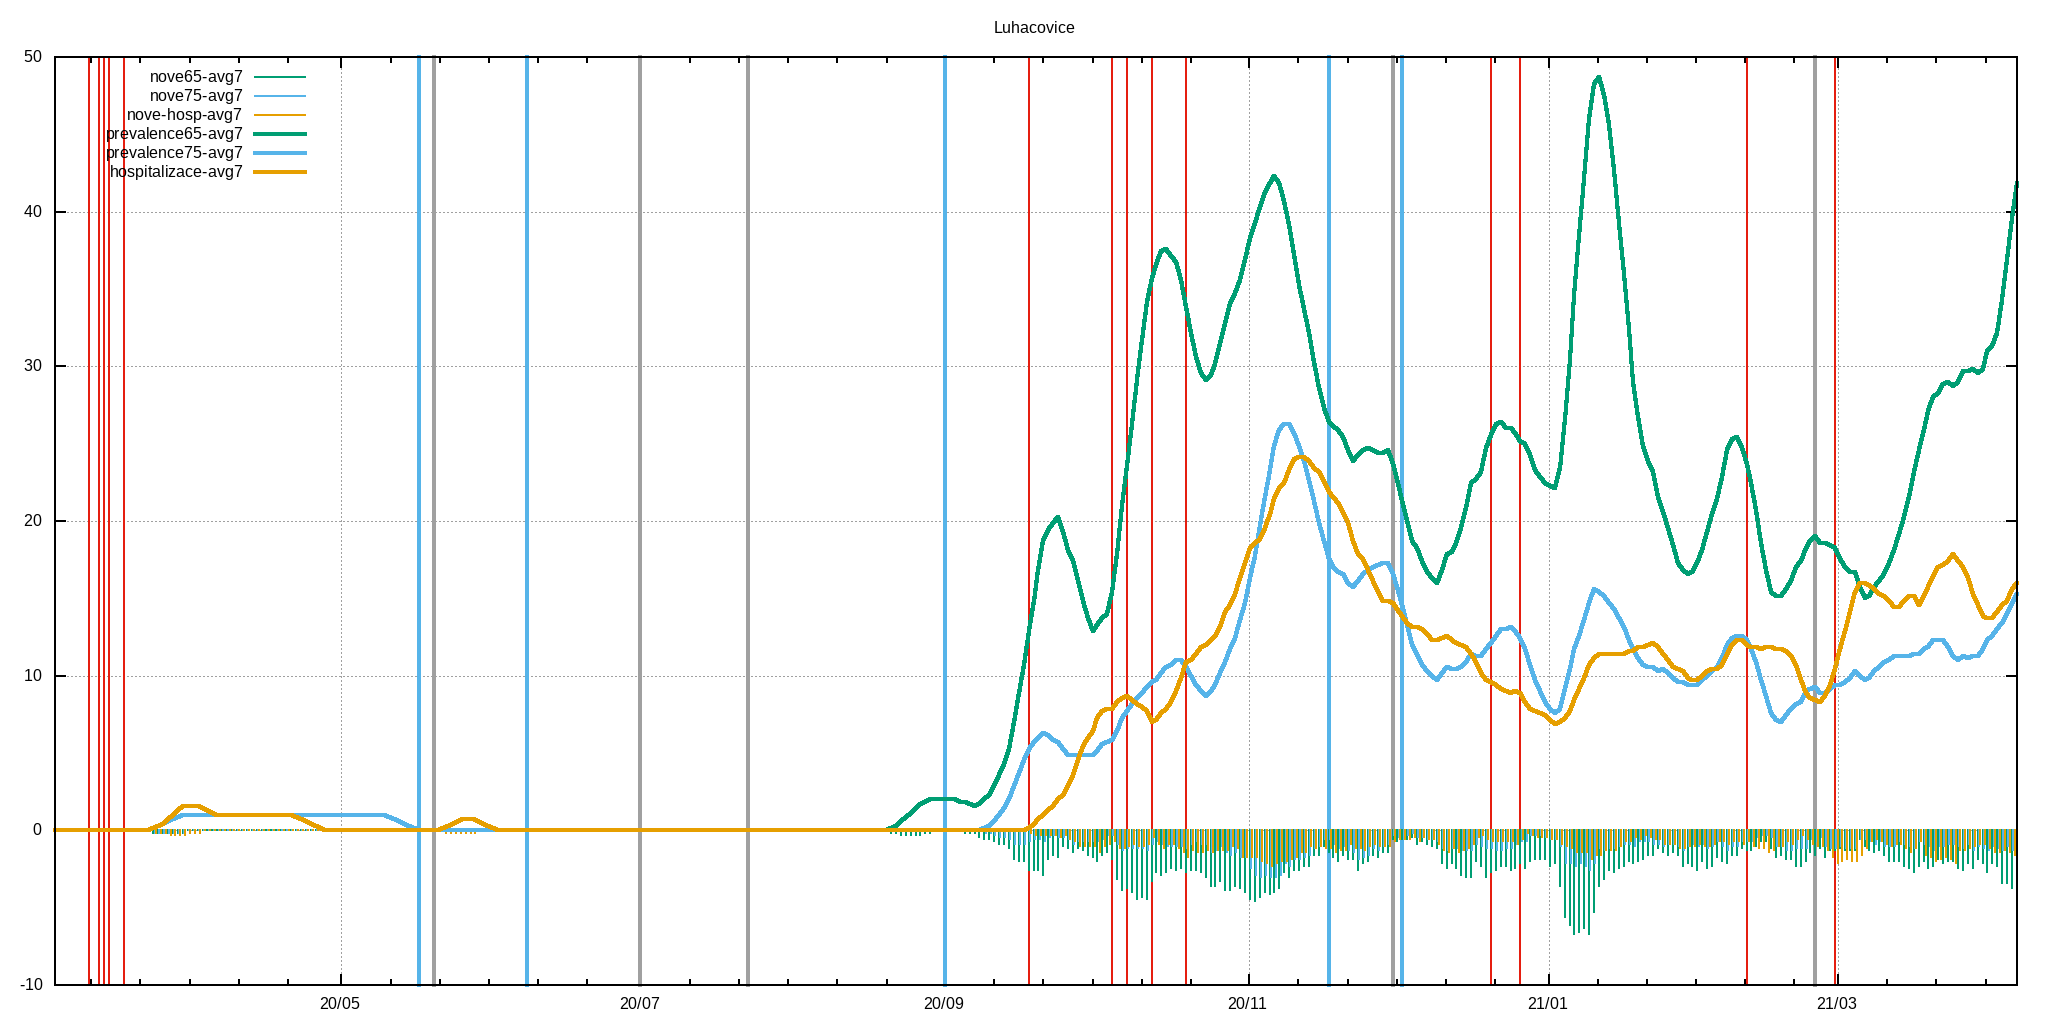 Luhacovice
50
nove65-avg7
nove75-avg7
nove-hosp-avg7
prevalence65-avg7
prevalence75-avg7
hospitalizace-avg7
40
30
20
10
0
-10
20/05 20/07 20/09 20/11 21/01 21/03